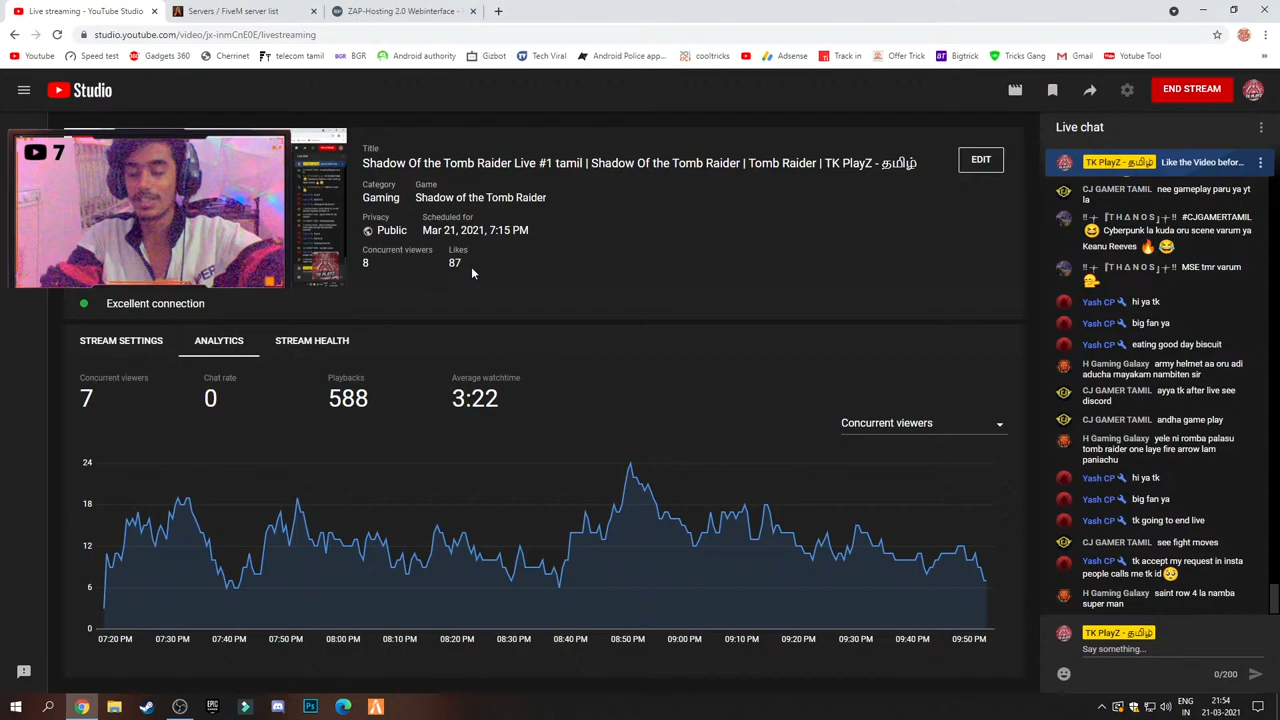 Live streaming - YouTube Studio
Servers / FiveM server list
ZAP-Hosting 2.0 Webinterface -
studio.youtube.com/video/jx-inmCnE0E/livestreaming
Youtube
Speed test
Gadgets 360
Cherrinet
telecom tamil
BGR
BGR
Android authority
Gizbot
Tech Viral
Android Police app
cooltricks
Adsense
Track in
Offer Trick
Bigtrick
Tricks Gang
Gmail
Yotube Tool
Studio
END STREAM
7
Title
Shadow Of the Tomb Raider Live #1 tamil | Shadow Of the Tomb Raider | Tomb Raider | TK PlayZ - தமிழ்
EDIT
Category
Gaming
Game
Shadow of the Tomb Raider
Privacy
Public
Scheduled for
Mar 21, 2021, 7:15 PM
Concurrent viewers
8
Likes
87
Excellent connection
STREAM SETTINGS
ANALYTICS
STREAM HEALTH
Concurrent viewers
7
Chat rate
0
Playbacks
588
Average watchtime
3:22
Concurrent viewers
24
18
12
6
0
07:20 PM 07:30 PM 07:40 PM 07:50 PM 08:00 PM 08:10 PM 08:20 PM 08:30 PM 08:40 PM 08:50 PM 09:00 PM 09:10 PM 09:20 PM 09:30 PM 09:40 PM 09:50 PM
Live chat
TK PlayZ - தமிழ் Like the Video befor...
CJ GAMER TAMIL nee gameplay paru ya yt
la
CJGAMERTAMIL
Cyberpunk la kuda oru scene varum ya
Keanu Reeves
MSE tmr varum
Yash CP hi ya tk
Yash CP big fan ya
Yash CP eating good day biscuit
H Gaming Galaxy army helmet aa oru adi
aducha mayakam nambiten sir
CJ GAMER TAMIL ayya tk after live see
discord
CJ GAMER TAMIL andha game play
H Gaming Galaxy yele ni romba palasu
tomb raider one laye fire arrow lam
paniachu
Yash CP hi ya tk
Yash CP big fan ya
Yash CP tk going to end live
CJ GAMER TAMIL see fight moves
Yash CP tk accept my request in insta
people calls me tk id
H Gaming Galaxy saint row 4 la namba
super man
TK PlayZ - தமிழ்
Say something...
0/200
ENG
IN
21:54
21-03-2021